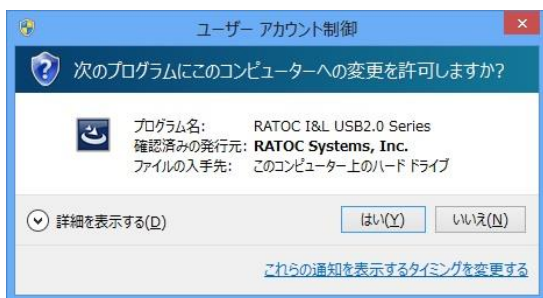 ユーザー アカウント制御
次のプログラムにこのコンピューターへの変更を許可しますか?
プログラム名: RATOC I&L USB2.0 Series
確認済みの発行元: RATOC Systems, Inc.
ファイルの入手先: このコンピューター上のハード ドライブ
詳細を表示する(D)
はい(Y)
いいえ(N)
これらの通知を表示するタイミングを変更する